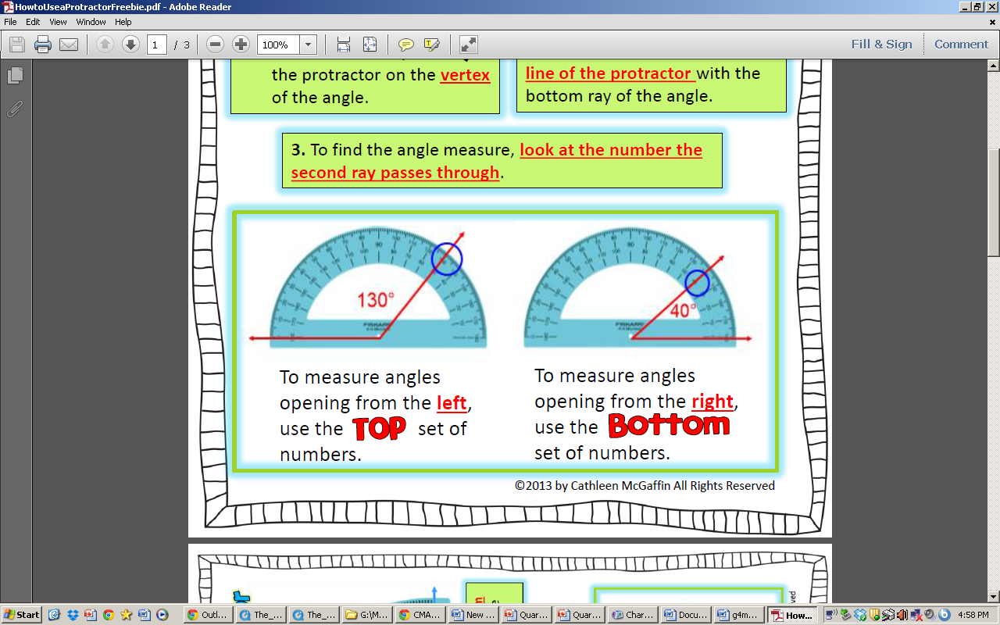 HowtoUseaProtractorFreebie.pdf - Adobe Reader
File Edit View Window Help
1 / 3 100% Fill & Sign Comment
the protractor on the vertex
of the angle.
line of the protractor with the
bottom ray of the angle.
3. To find the angle measure, look at the number the
second ray passes through.
130°
40°
To measure angles
opening from the left,
use the TOP set of
numbers.
To measure angles
opening from the right,
use the Bottom
set of numbers.
©2013 by Cathleen McGaffin All Rights Reserved
Start Outl... The_... The_... G:\M... CMA... New ... Quar... Quar... Char... Docu... g4m... How... 4:58 PM